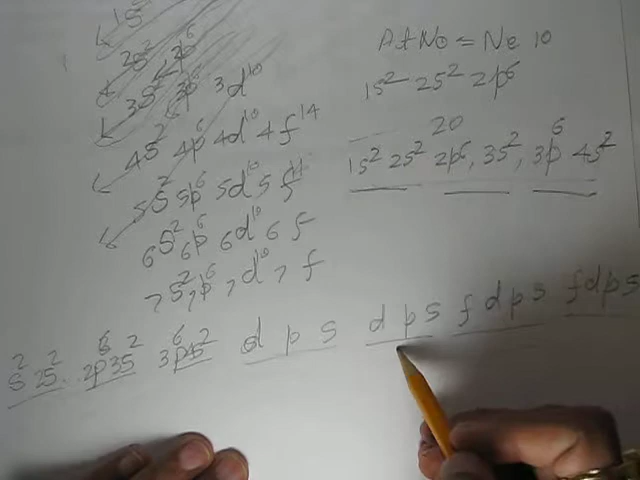 1s²
2s² 2p⁶
3s² 3p⁶ 3d¹⁰
4s² 4p⁶ 4d¹⁰ 4f¹⁴
5s² 5p⁶ 5d¹⁰ 5f¹⁴
6s² 6p⁶ 6d¹⁰ 6f
7s², 7p⁶, 7d¹⁰, 7f
At No = Ne 10
1s² 2s² 2p⁶
20
1s² 2s² 2p⁶, 3s², 3p⁶ 4s²
s² 2s² 2p⁶ 3s² 3p⁶ 4s² d p s d p s f d p s f d p s